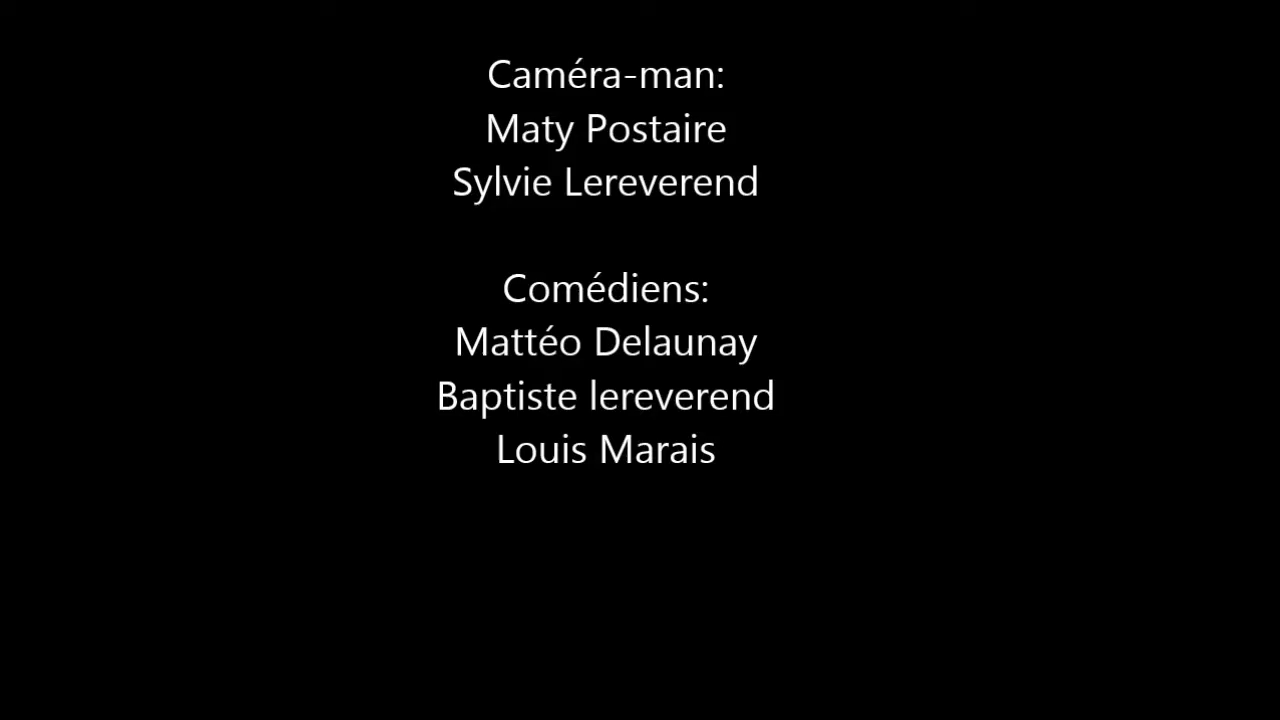 Caméra-man:
Maty Postaire
Sylvie Lereverend
Comédiens:
Mattéo Delaunay
Baptiste lereverend
Louis Marais